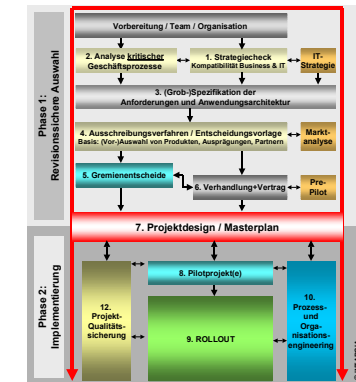 Vorbereitung / Team / Organisation
Phase 1:
Revisionssichere Auswahl
2. Analyse kritischer
Geschäftsprozesse
1. Strategiecheck
Kompatibilität Business & IT
IT-
Strategie
3. (Grob-)Spezifikation der
Anforderungen und Anwendungsarchitektur
4. Ausschreibungsverfahren / Entscheidungsvorlage
Basis: (Vor-)Auswahl von Produkten, Ausprägungen, Partnern
Markt-
analyse
5. Gremienentscheide
6. Verhandlung+Vertrag
Pre-
Pilot
7. Projektdesign / Masterplan
Phase 2:
Implementierung
12.
Projekt-
Qualitäts-
sicherung
8. Pilotprojekt(e)
9. ROLLOUT
10.
Prozess-
und
Orga-
nisations-
engineering